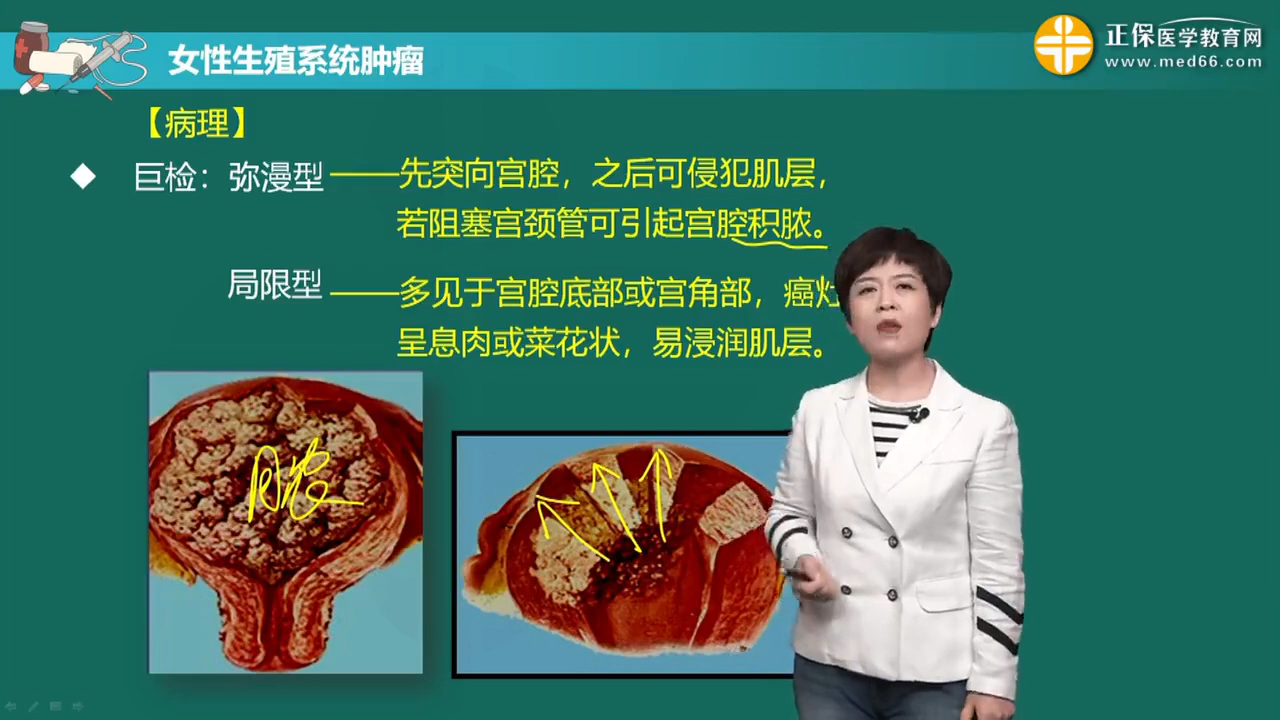 女性生殖系统肿瘤
正保医学教育网
www.med66.com
【病理】
巨检：弥漫型——先突向宫腔，之后可侵犯肌层，
若阻塞宫颈管可引起宫腔积脓。
局限型——多见于宫腔底部或宫角部，癌灶
呈息肉或菜花状，易浸润肌层。
脓